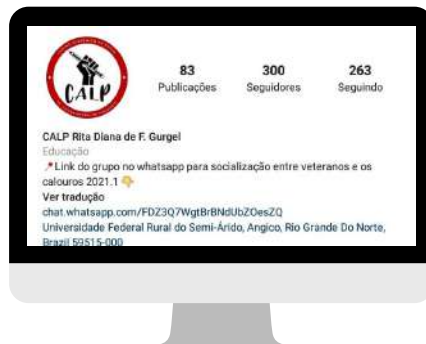 CALP
83 300 263
Publicações Seguidores Seguindo
CALP Rita Diana de F. Gurgel
Educação
📍Link do grupo no whatsapp para socialização entre veteranos e os
calouros 2021.1 👇
Ver tradução
chat.whatsapp.com/FDZ3Q7WgtBrBNdUbZOesZQ
Universidade Federal Rural do Semi-Árido, Angico, Rio Grande Do Norte,
Brazil 59515-000